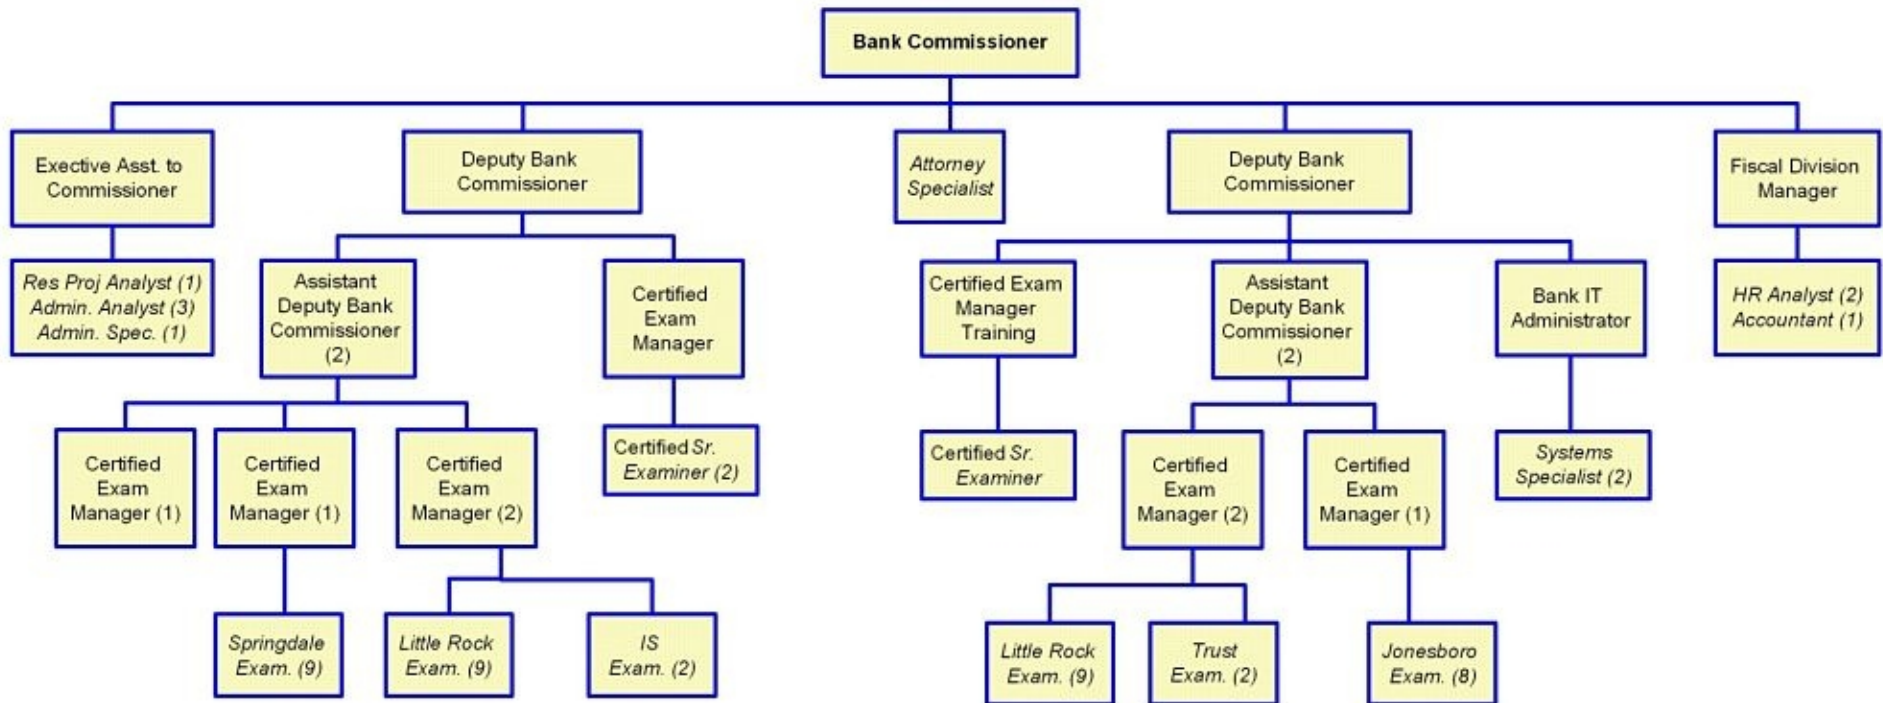 Bank Commissioner
Exective Asst. to
Commissioner
Deputy Bank
Commissioner
Attorney
Specialist
Deputy Bank
Commissioner
Fiscal Division
Manager
Res Proj Analyst (1)
Admin. Analyst (3)
Admin. Spec. (1)
Assistant
Deputy Bank
Commissioner
(2)
Certified
Exam
Manager
Certified Exam
Manager
Training
Assistant
Deputy Bank
Commissioner
(2)
Bank IT
Administrator
HR Analyst (2)
Accountant (1)
Certified
Exam
Manager (1)
Certified
Exam
Manager (1)
Certified
Exam
Manager (2)
Certified Sr.
Examiner (2)
Certified Sr.
Examiner
Certified
Exam
Manager (2)
Certified
Exam
Manager (1)
Systems
Specialist (2)
Springdale
Exam. (9)
Little Rock
Exam. (9)
IS
Exam. (2)
Little Rock
Exam. (9)
Trust
Exam. (2)
Jonesboro
Exam. (8)